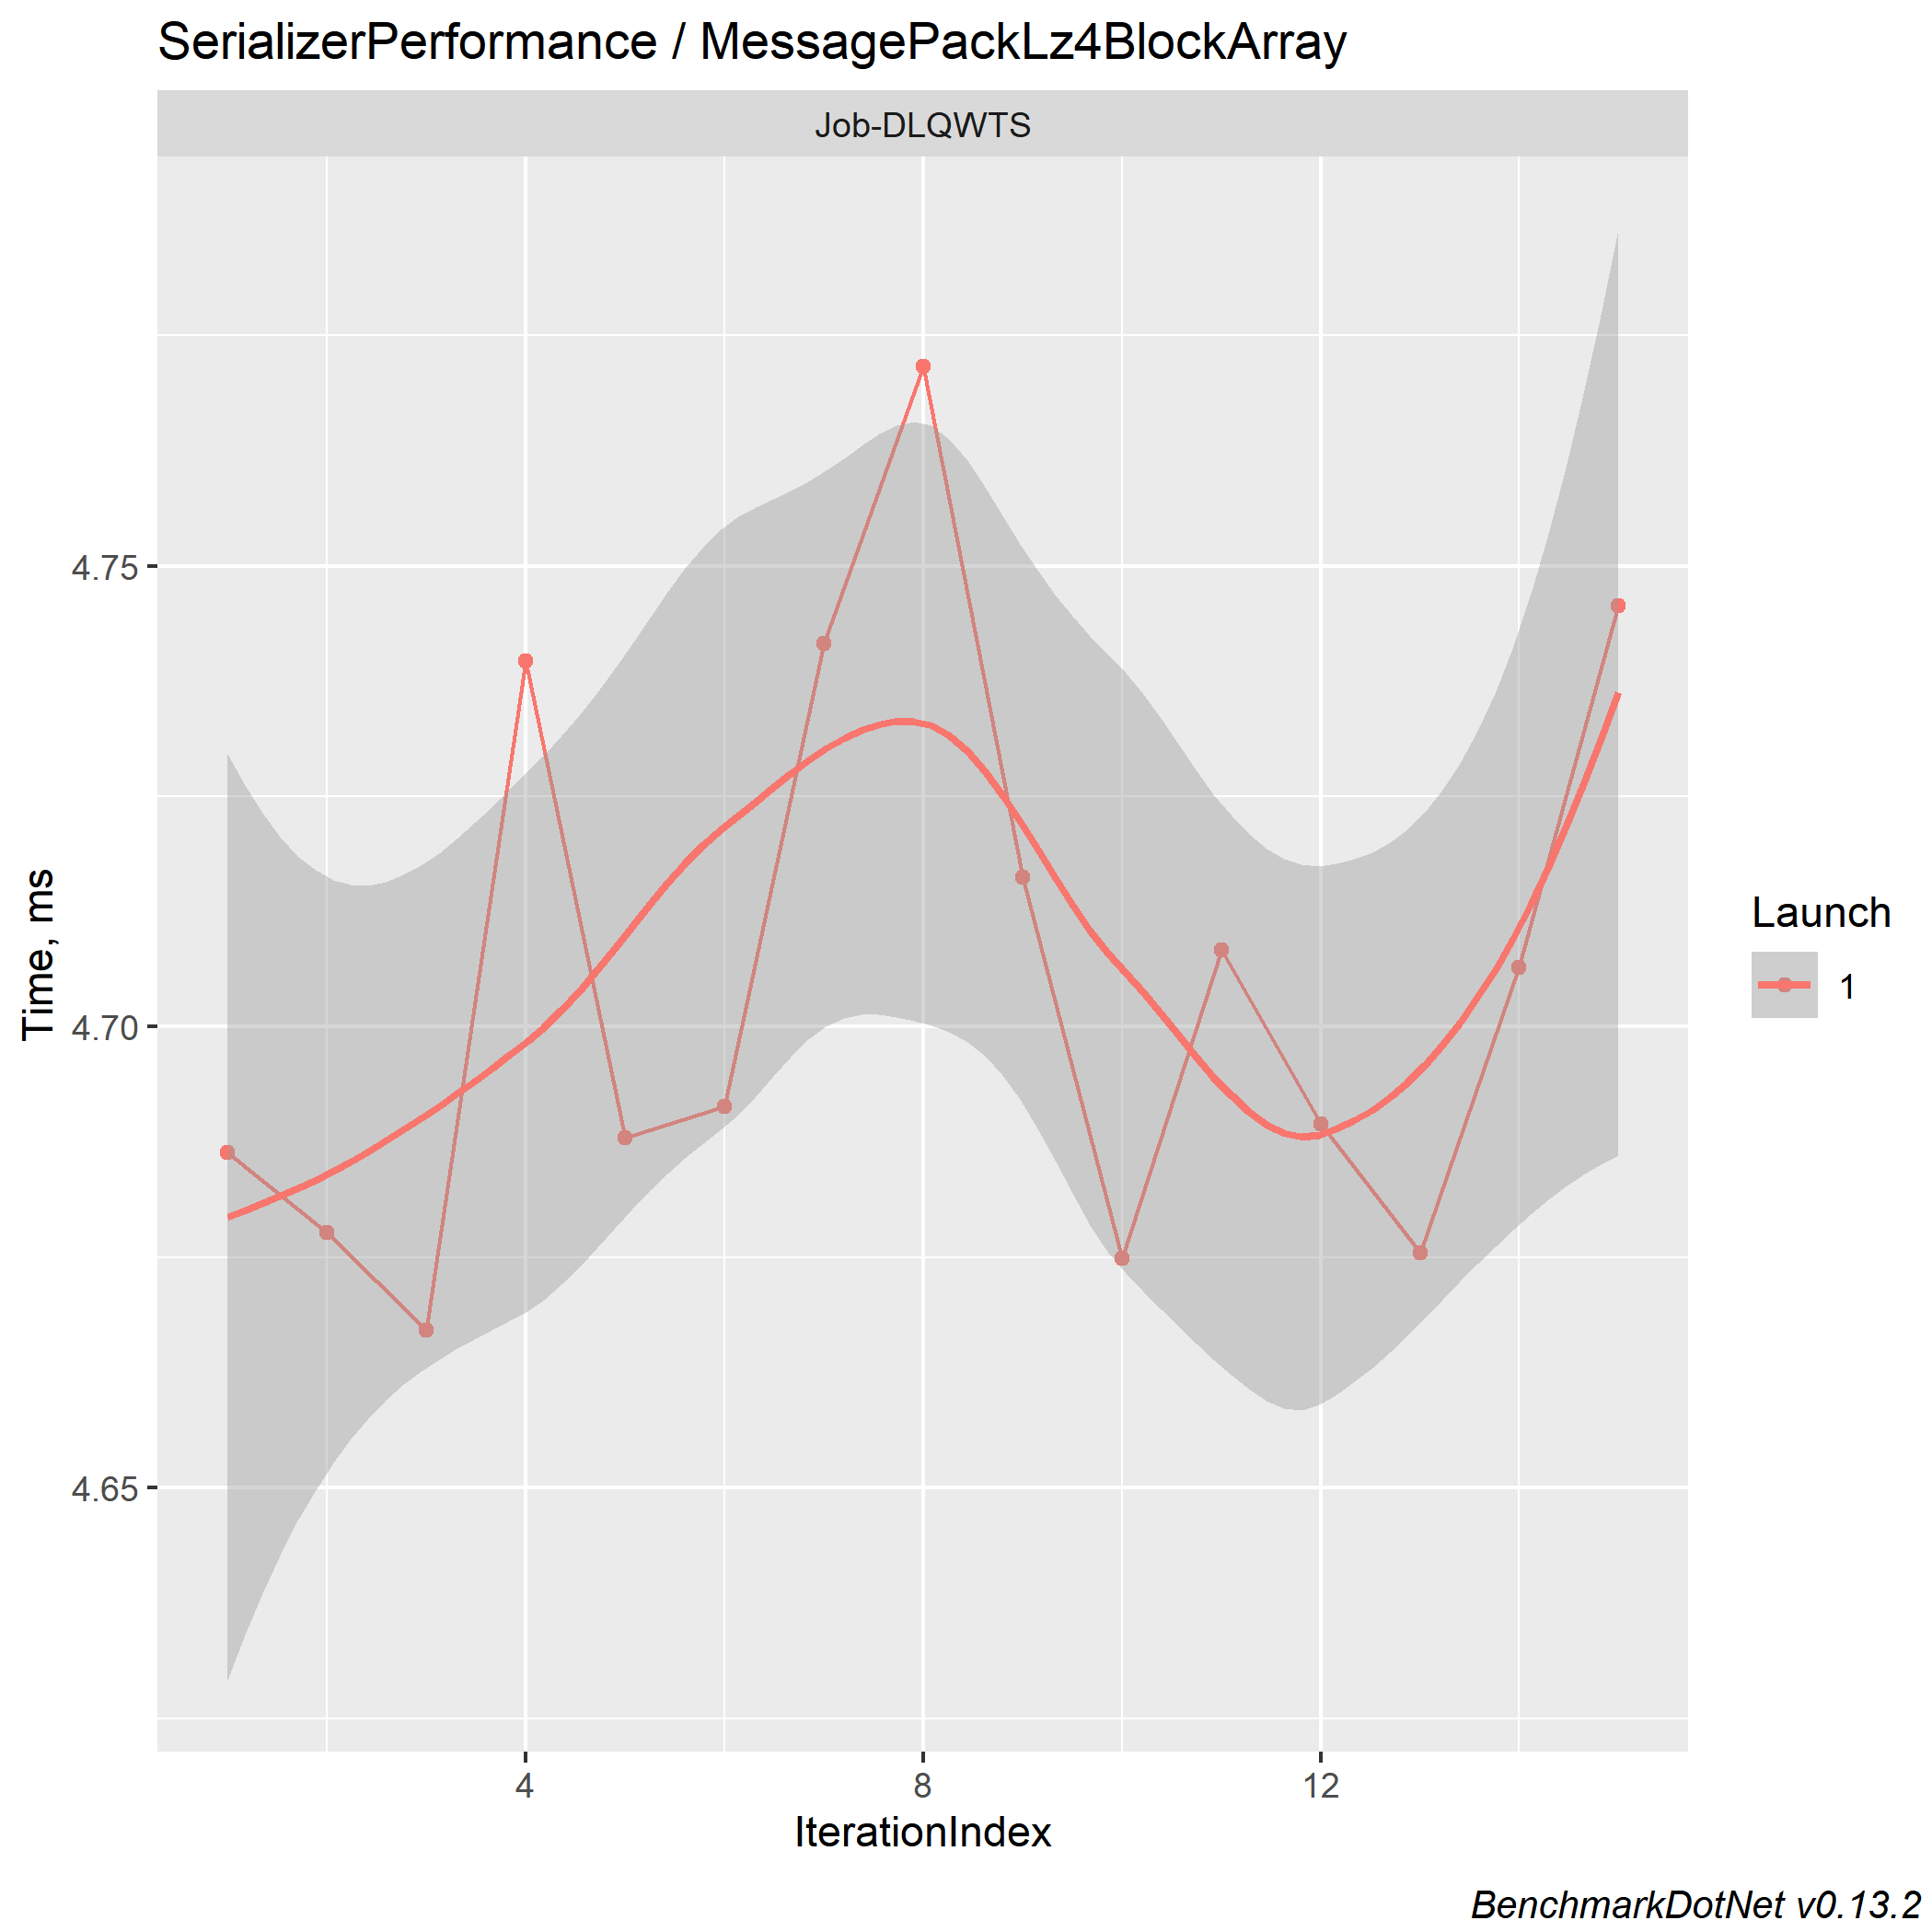 SerializerPerformance / MessagePackLz4BlockArray
Job-DLQWTS
Time, ms
4.75
4.70
4.65
4
8
12
IterationIndex
Launch
1
BenchmarkDotNet v0.13.2